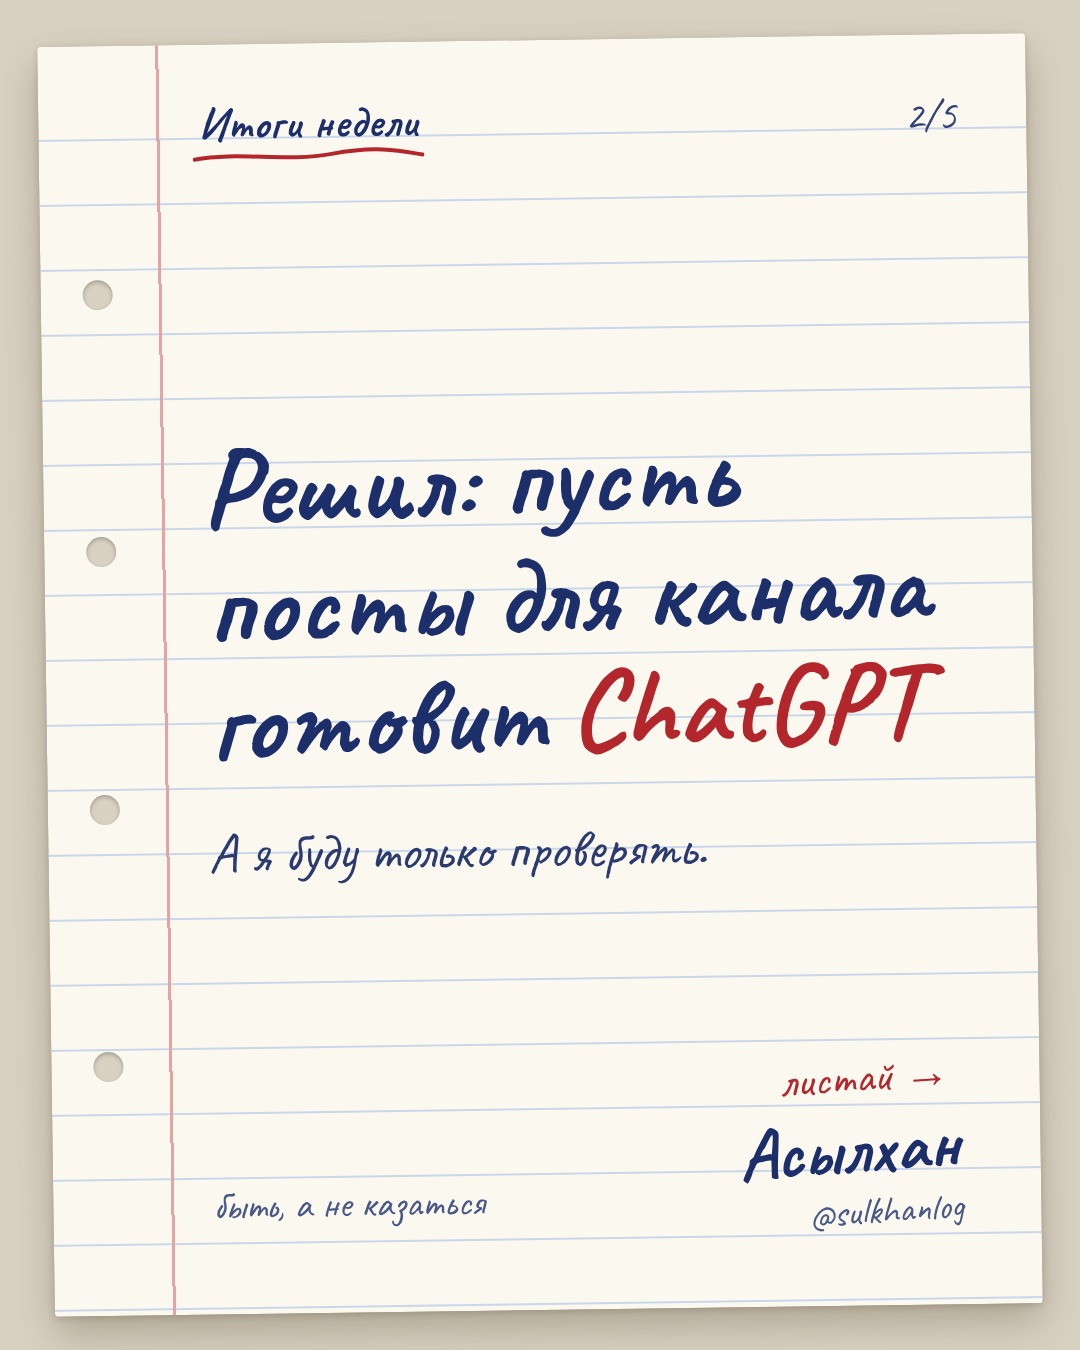 Итоги недели
2/5
Решил: пусть
посты для канала
готовит ChatGPT
А я буду только проверять.
листай →
Асылхан
быть, а не казаться
@sulkhanlog